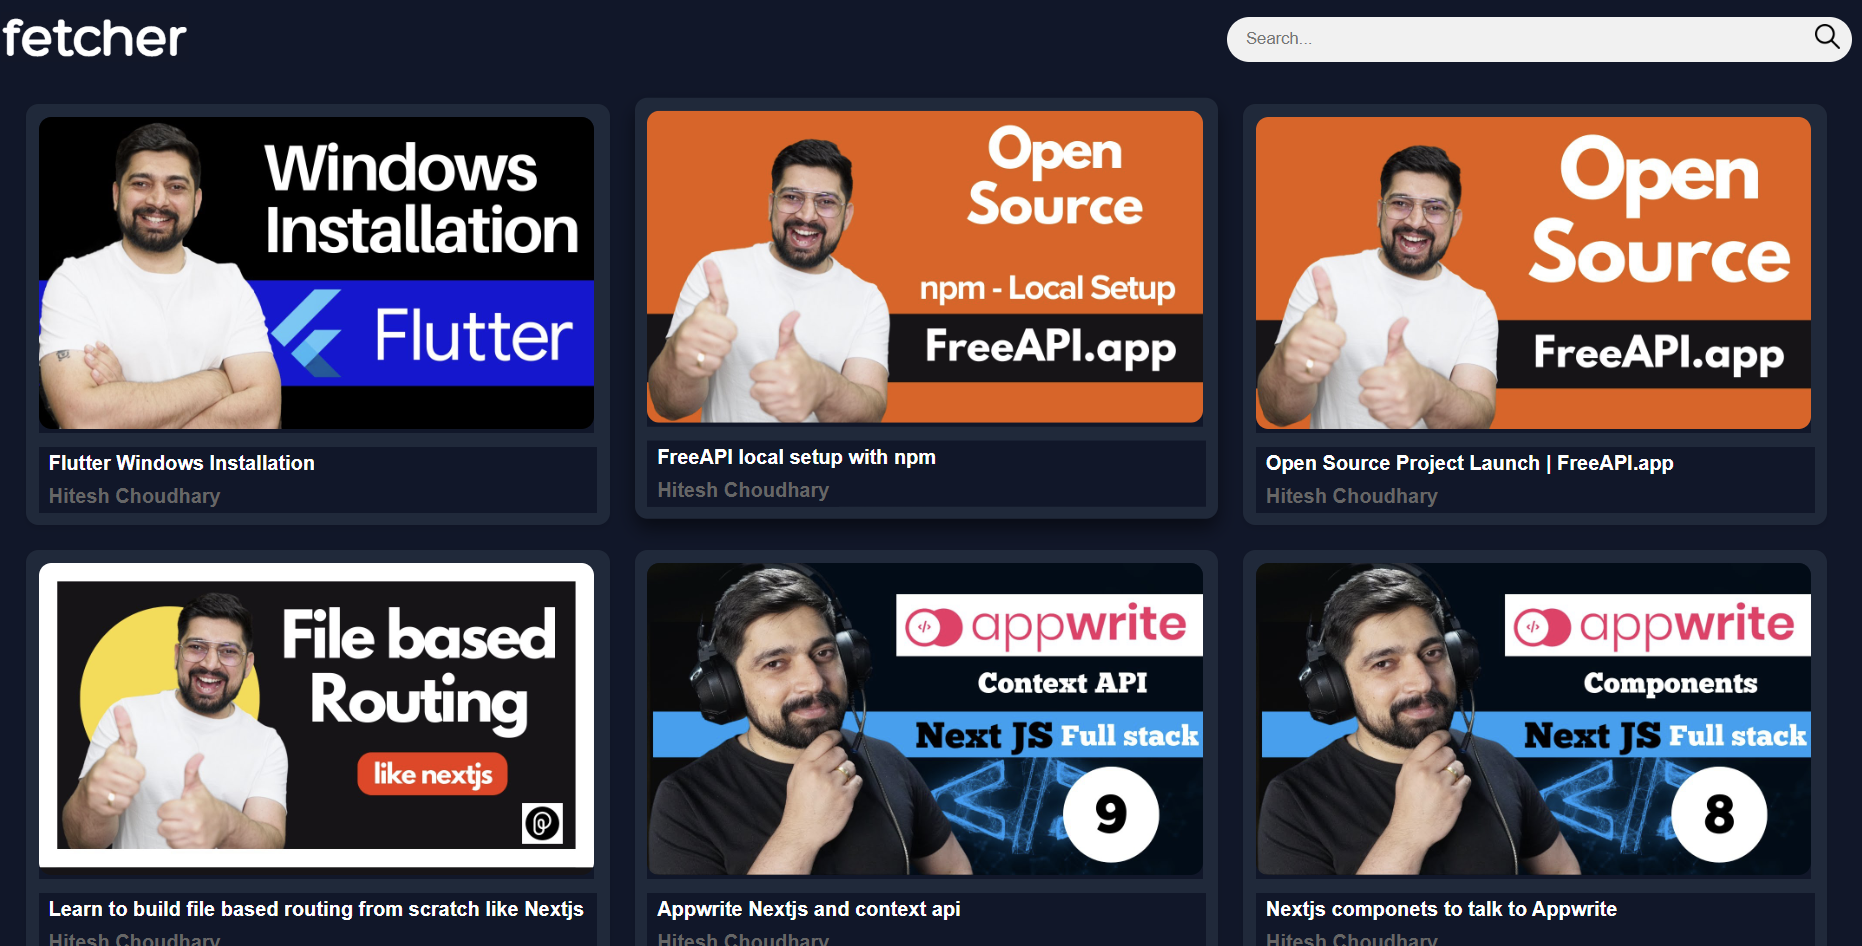 fetcher
Search...
Windows
Installation
Flutter
Flutter Windows Installation
Hitesh Choudhary
Open
Source
npm - Local Setup
FreeAPI.app
FreeAPI local setup with npm
Hitesh Choudhary
Open
Source
FreeAPI.app
Open Source Project Launch | FreeAPI.app
Hitesh Choudhary
File based
Routing
like nextjs
Learn to build file based routing from scratch like Nextjs
Hitesh Choudhary
</> appwrite
Context API
Next JS Full stack
</>
9
Appwrite Nextjs and context api
Hitesh Choudhary
</> appwrite
Components
Next JS Full stack
</>
8
Nextjs componets to talk to Appwrite
Hitesh Choudhary